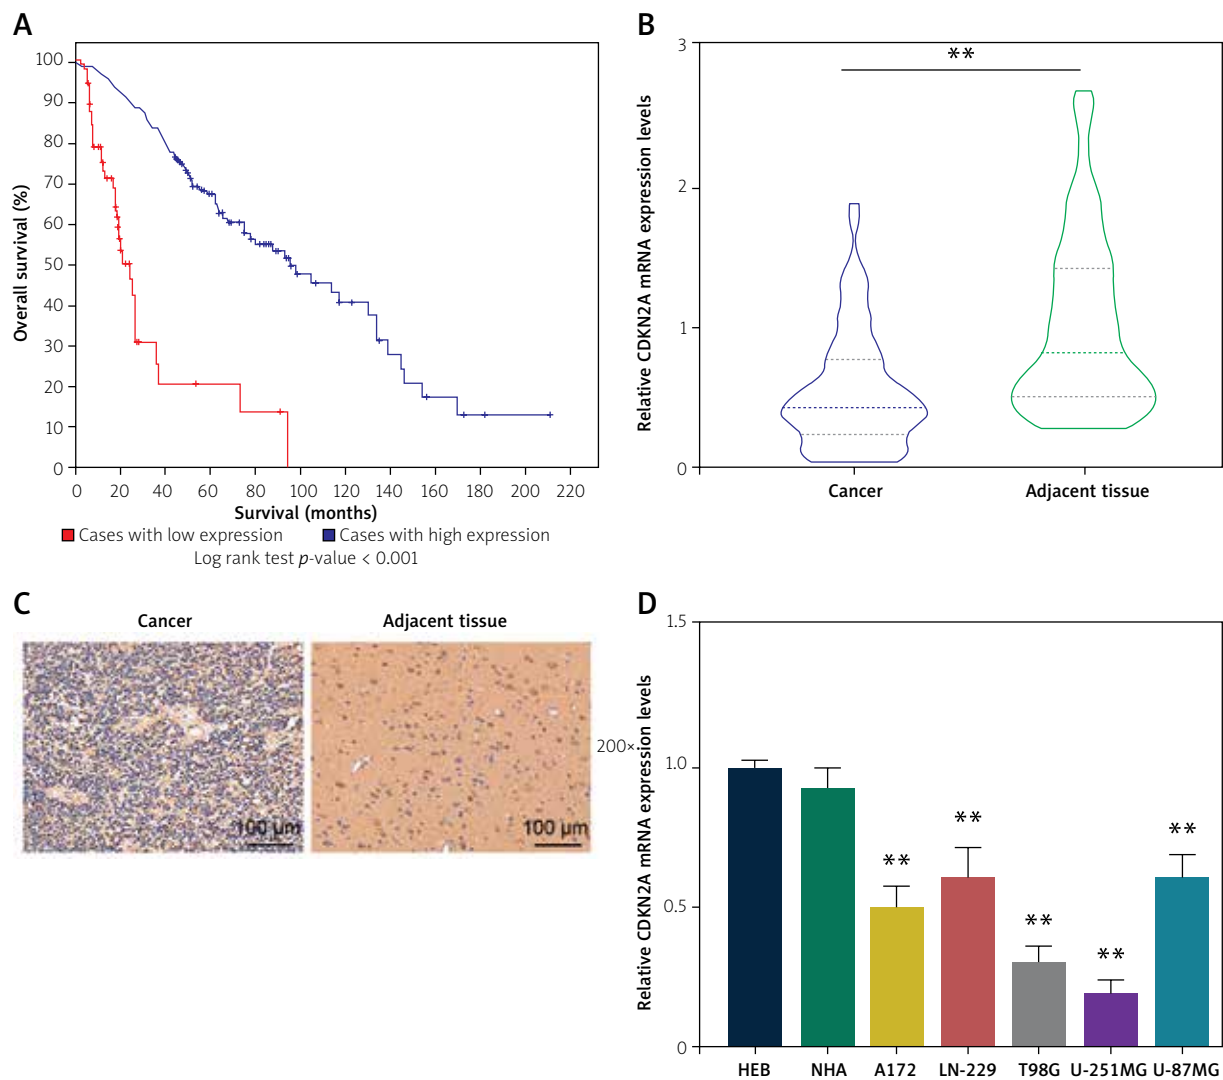 A
Overall survival (%)
100
90
80
70
60
50
40
30
20
10
0
0 20 40 60 80 100 120 140 160 180 200 220
Survival (months)
Cases with low expression Cases with high expression
Log rank test p-value < 0.001
B
Relative CDKN2A mRNA expression levels
3
2
1
0
**
Cancer Adjacent tissue
C
Cancer Adjacent tissue
100 µm 100 µm
200×
D
Relative CDKN2A mRNA expression levels
1.5
1.0
0.5
0
** ** ** ** **
HEB NHA A172 LN-229 T98G U-251MG U-87MG